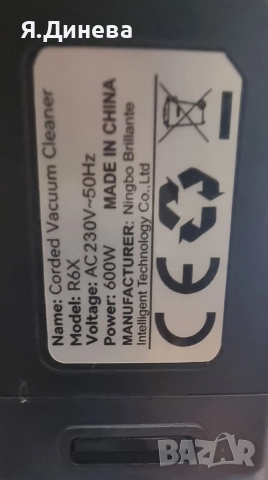 Я.Динева
Name: Corded Vacuum Cleaner
Model: R6X
Voltage: AC230V~50Hz
Power: 600W MADE IN CHINA
MANUFACTURER: Ningbo Brillante
Intelligent Technology Co.,Ltd
CE
BAZAR